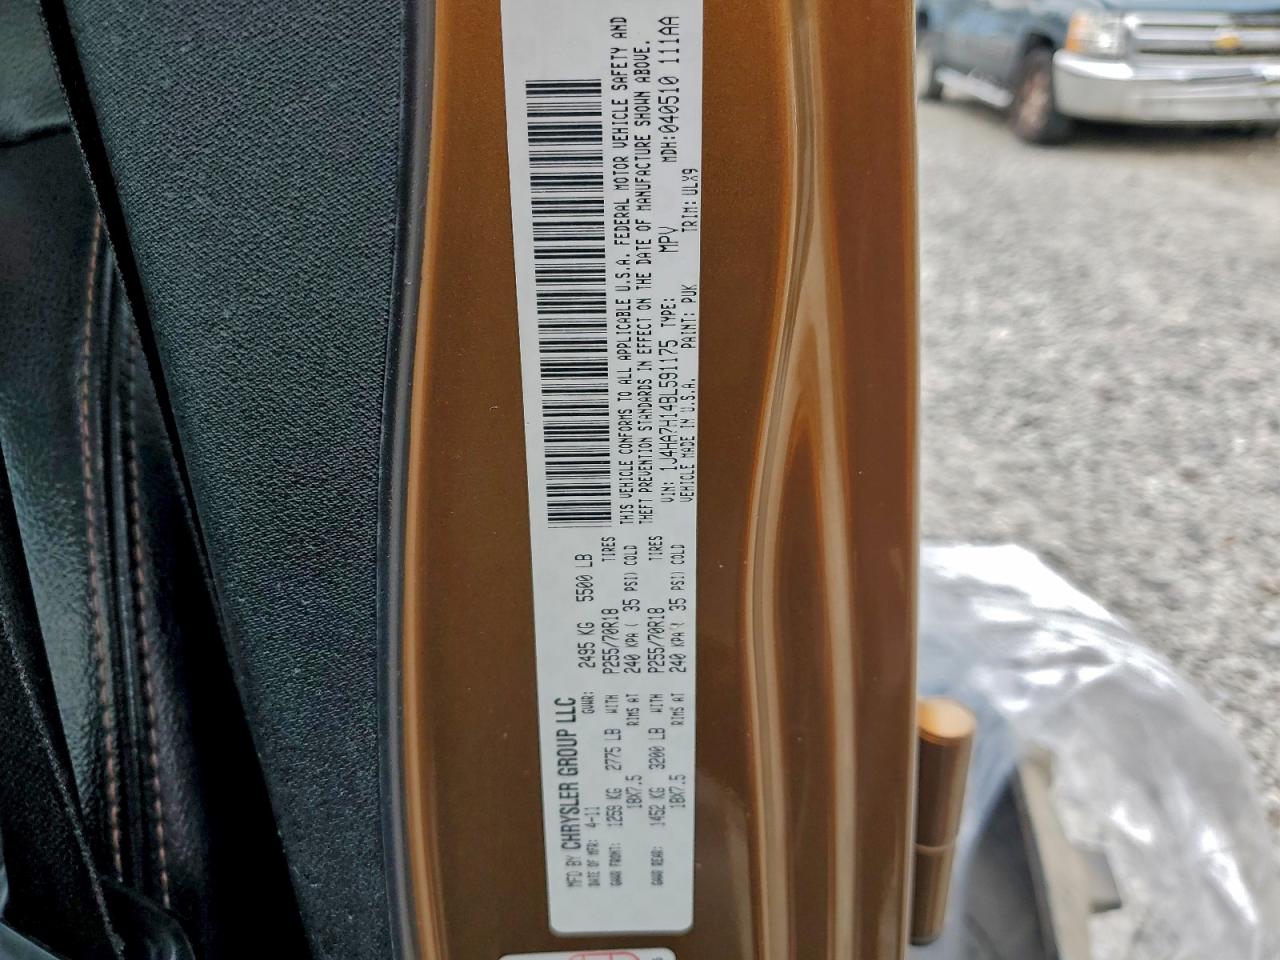 MFD BY CHRYSLER GROUP LLC
DATE OF MFR: 4-11 GVWR: 2495 KG 5500 LB
GAWR FRONT: 1259 KG 2775 LB WITH P255/70R18 TIRES
18X7.5 RIMS AT 240 KPA ( 35 PSI) COLD
GAWR REAR: 1452 KG 3200 LB WITH P255/70R18 TIRES
18X7.5 RIMS AT 240 KPA ( 35 PSI) COLD
THIS VEHICLE CONFORMS TO ALL APPLICABLE U.S.A. FEDERAL MOTOR VEHICLE SAFETY AND
THEFT PREVENTION STANDARDS IN EFFECT ON THE DATE OF MANUFACTURE SHOWN ABOVE.
VIN: 1J4HA7H14BL591175 TYPE: MPV MDH:040510 111AA
VEHICLE MADE IN U.S.A. PAINT: PUK TRIM: ULX9